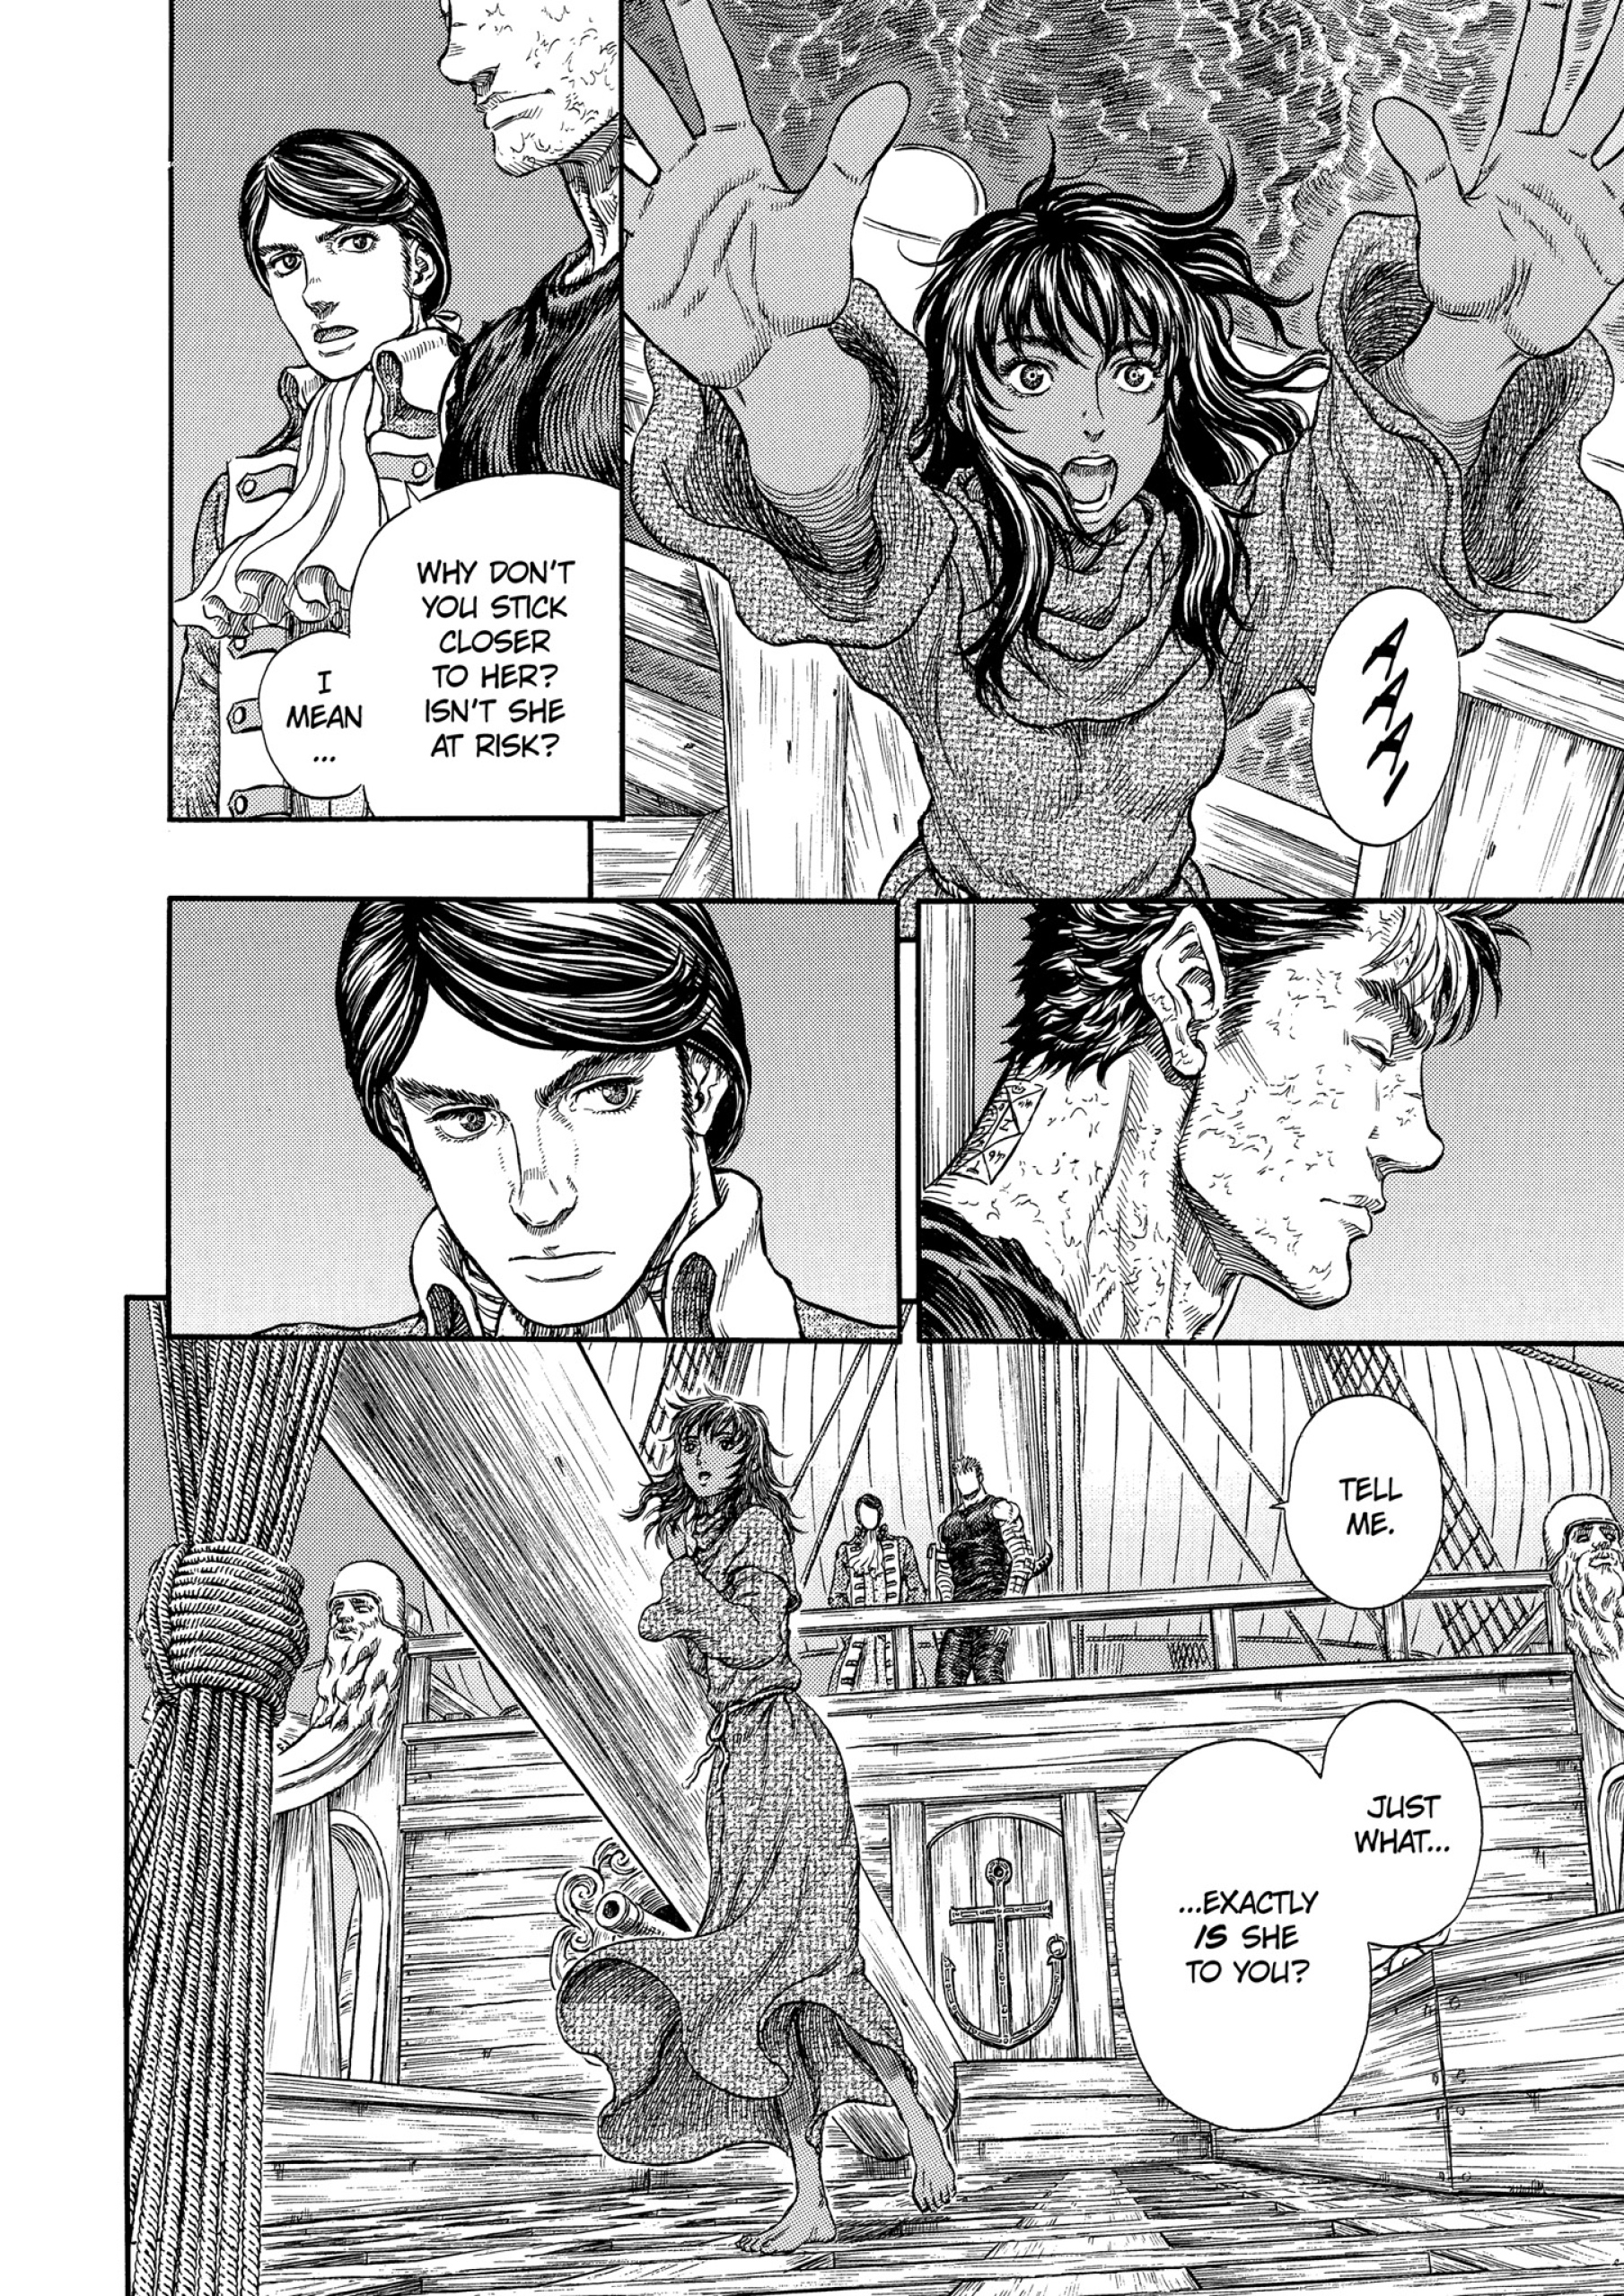 AAAA!
WHY DON'T
YOU STICK
CLOSER
TO HER?
ISN'T SHE
AT RISK?
I
MEAN
...
TELL
ME.
JUST
WHAT...
...EXACTLY
IS SHE
TO YOU?